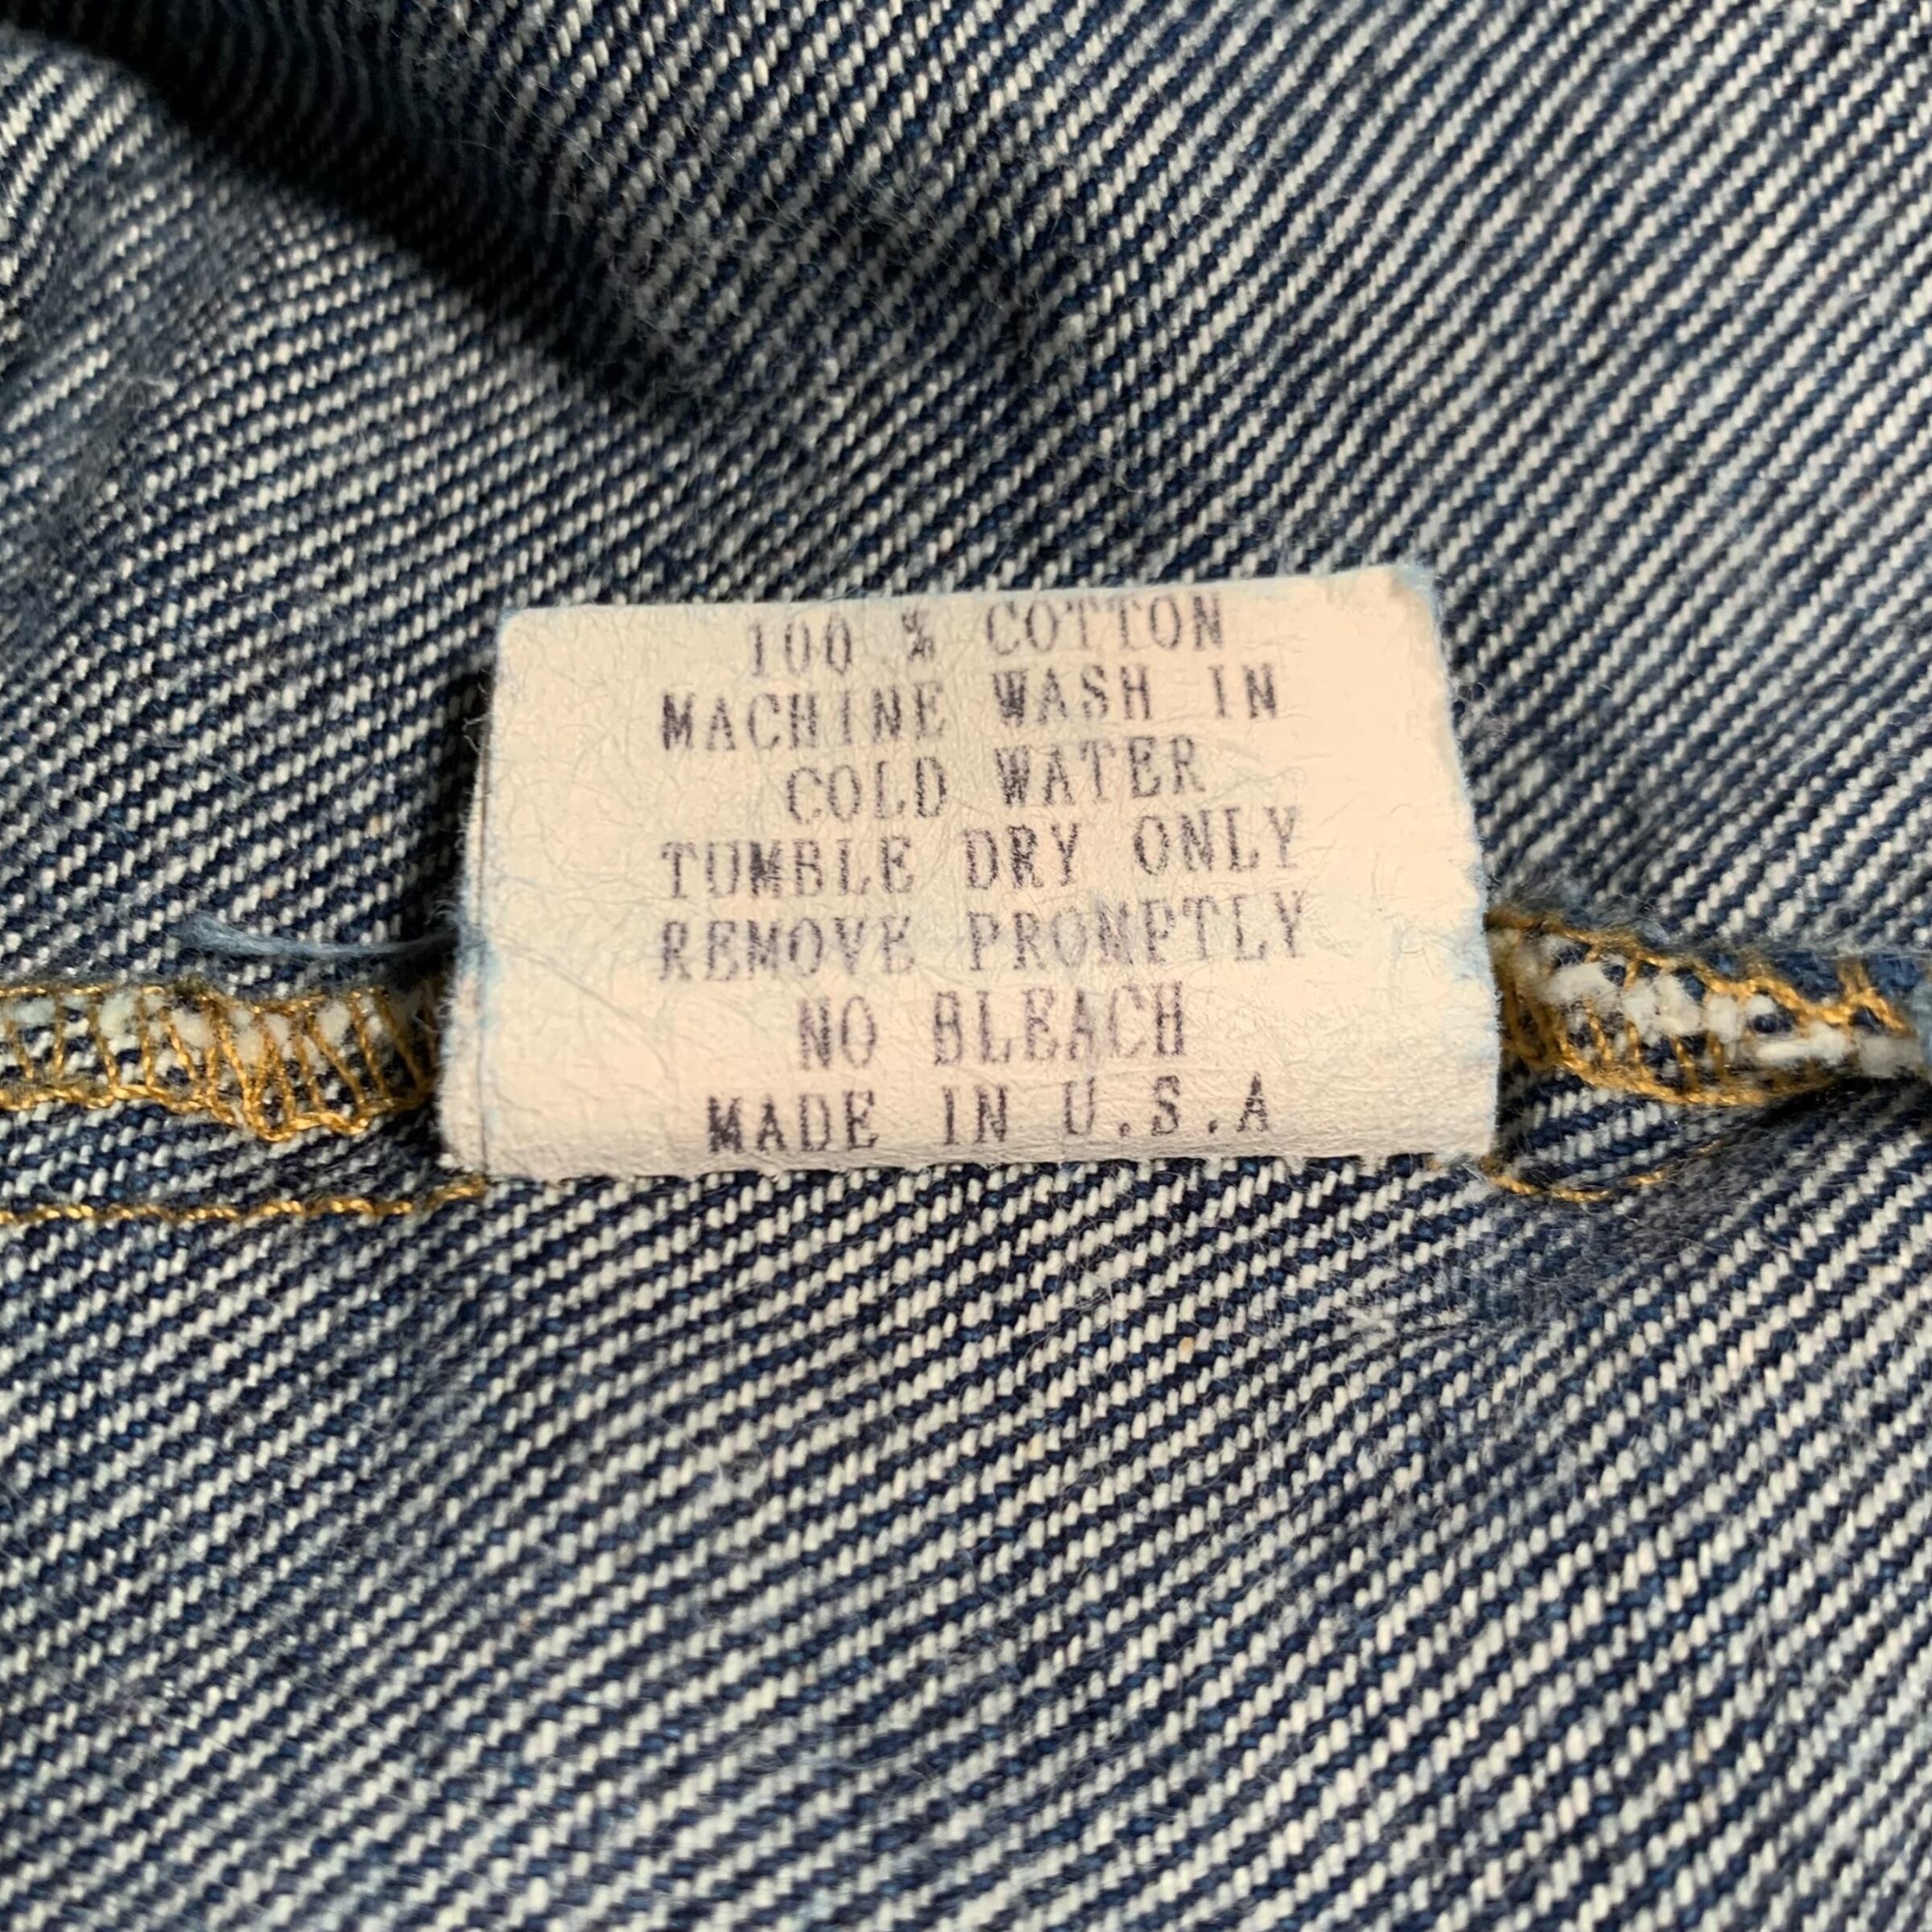 100 % COTTON
MACHINE WASH IN
COLD WATER
TUMBLE DRY ONLY
REMOVE PROMPTLY
NO BLEACH
MADE IN U.S.A